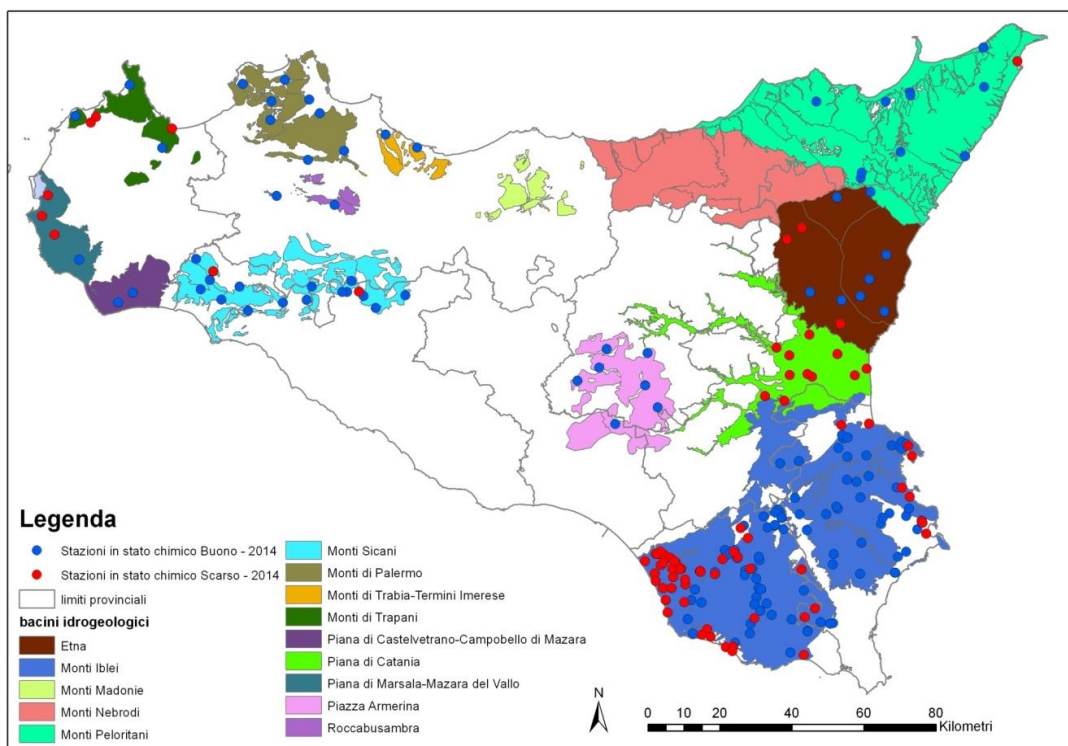 Legenda
Stazioni in stato chimico Buono - 2014
Stazioni in stato chimico Scarso - 2014
limiti provinciali
bacini idrogeologici
Etna
Monti Iblei
Monti Madonie
Monti Nebrodi
Monti Peloritani
Monti Sicani
Monti di Palermo
Monti di Trabia-Termini Imerese
Monti di Trapani
Piana di Castelvetrano-Campobello di Mazara
Piana di Catania
Piana di Marsala-Mazara del Vallo
Piazza Armerina
Roccabusambra
N
0 10 20 40 60 80
Kilometri